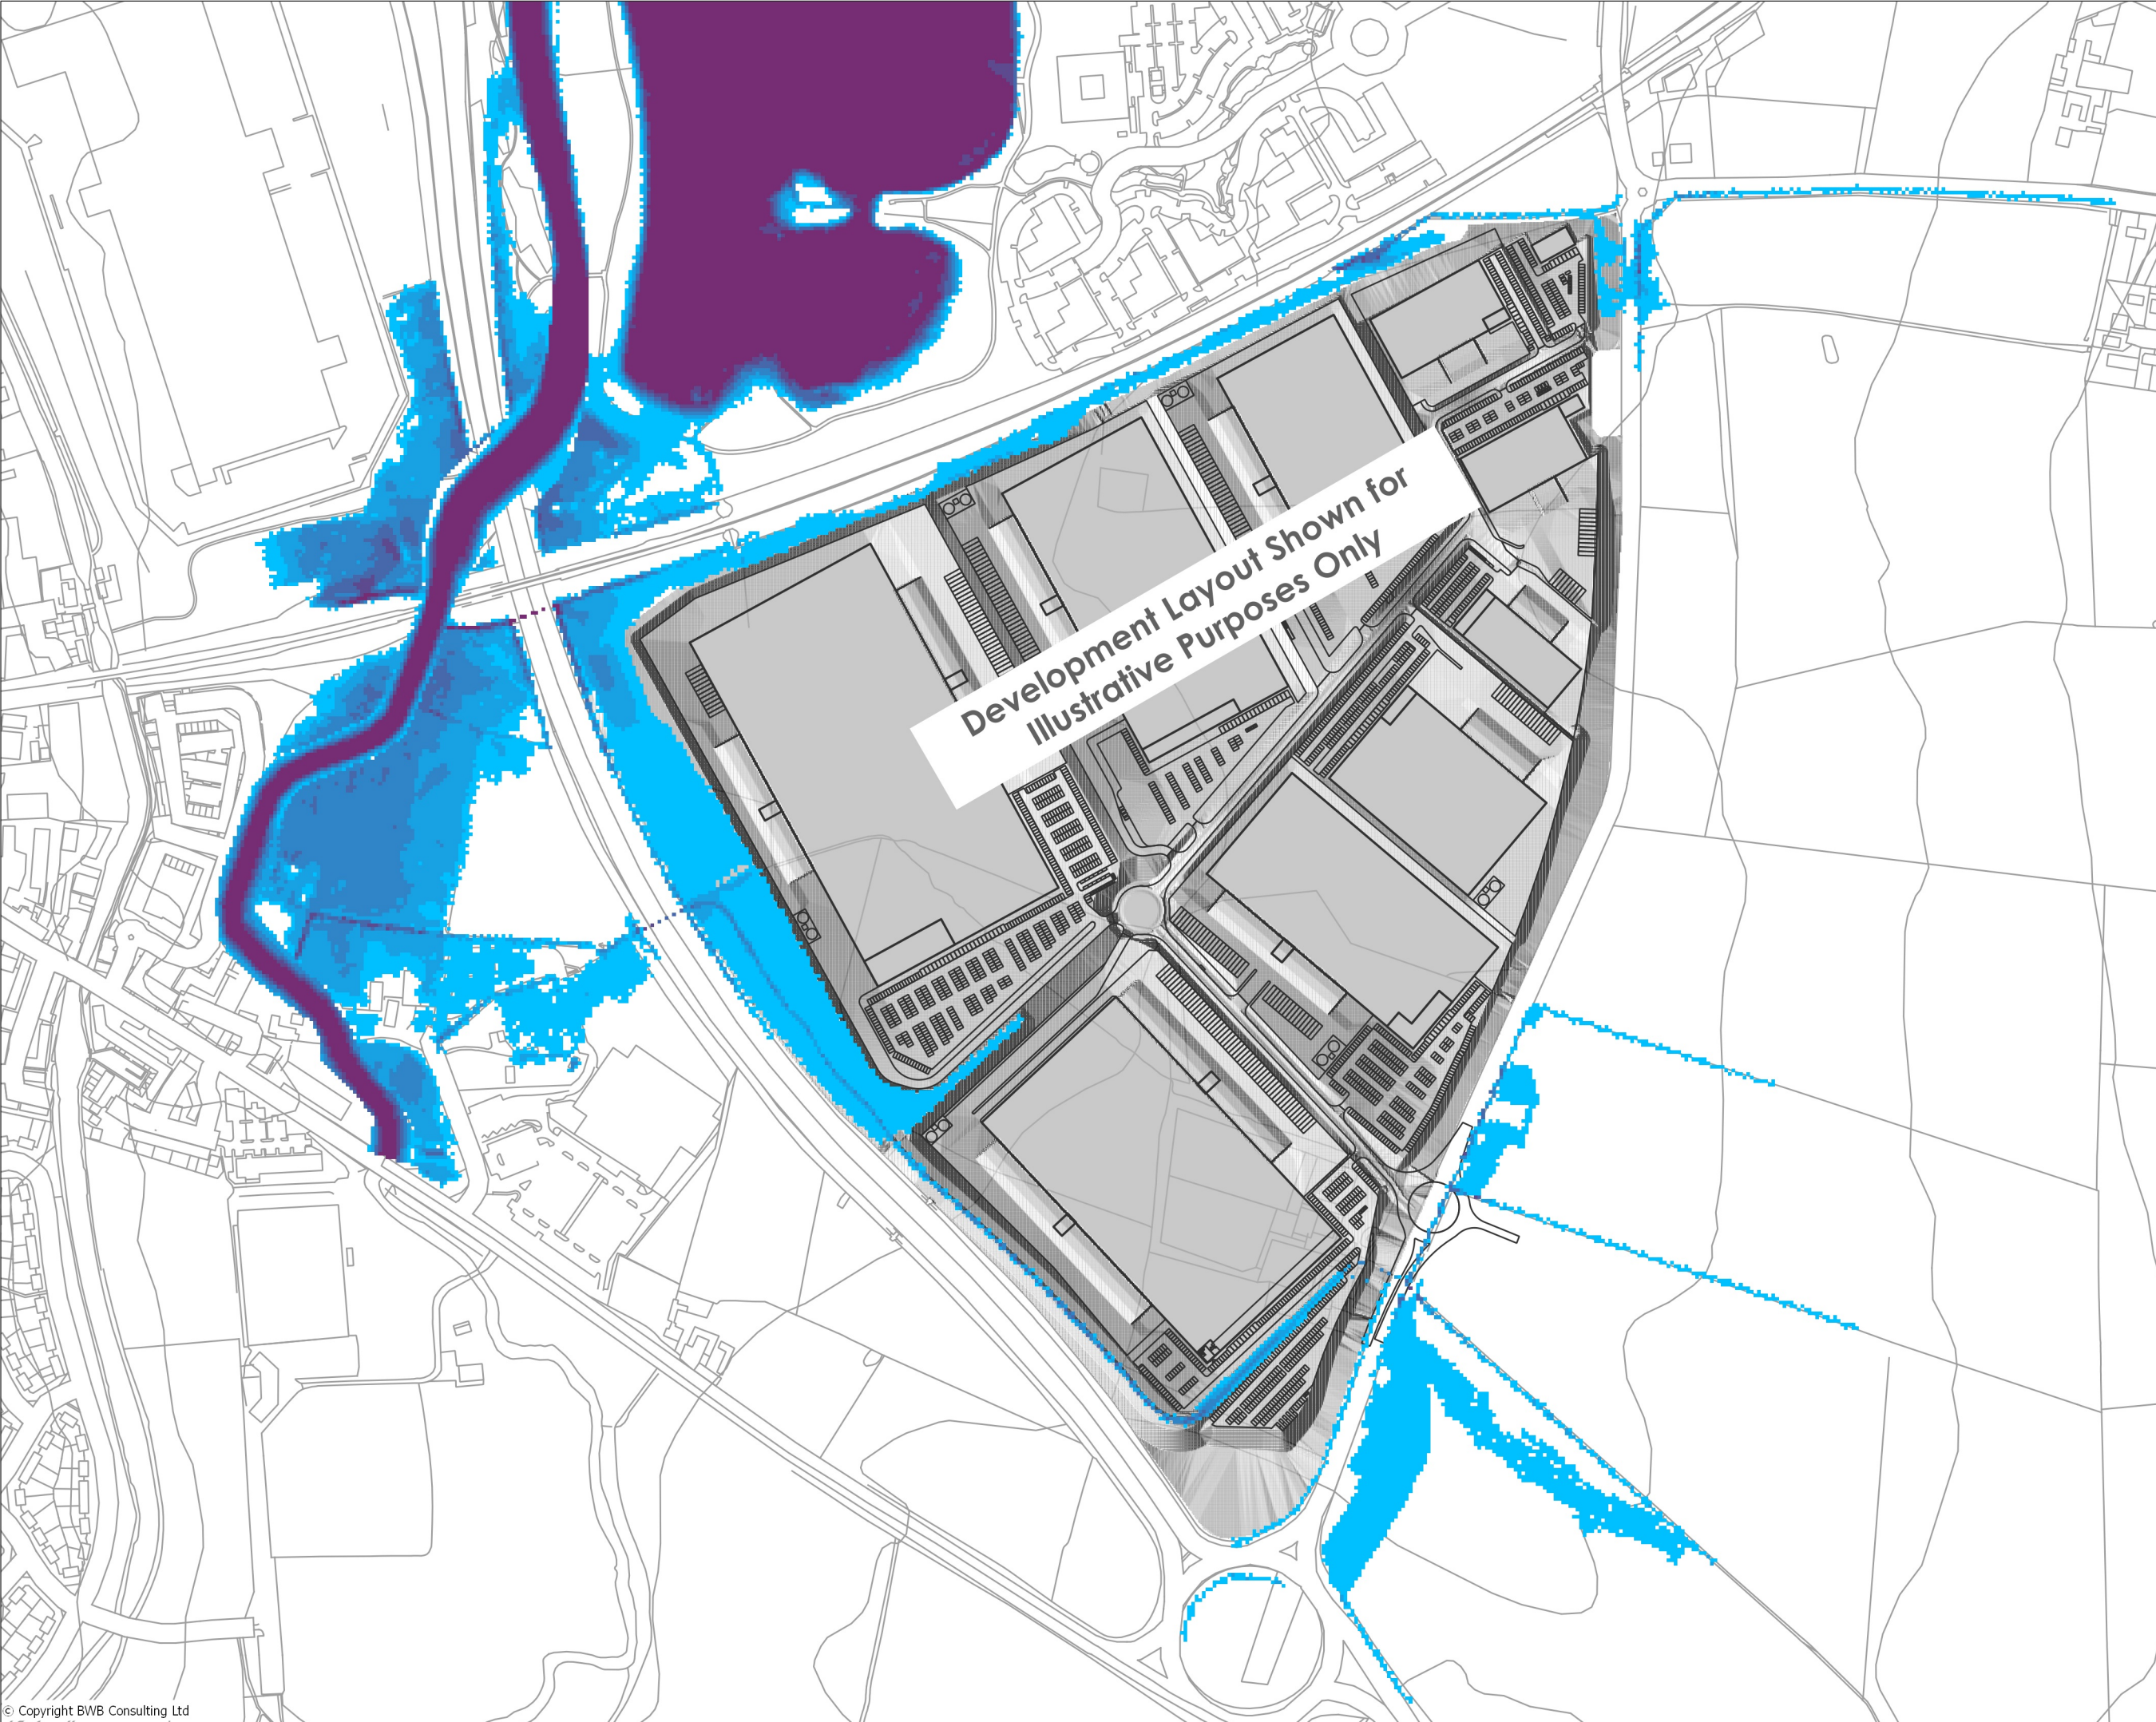 Development Layout Shown for
Illustrative Purposes Only
© Copyright BWB Consulting Ltd